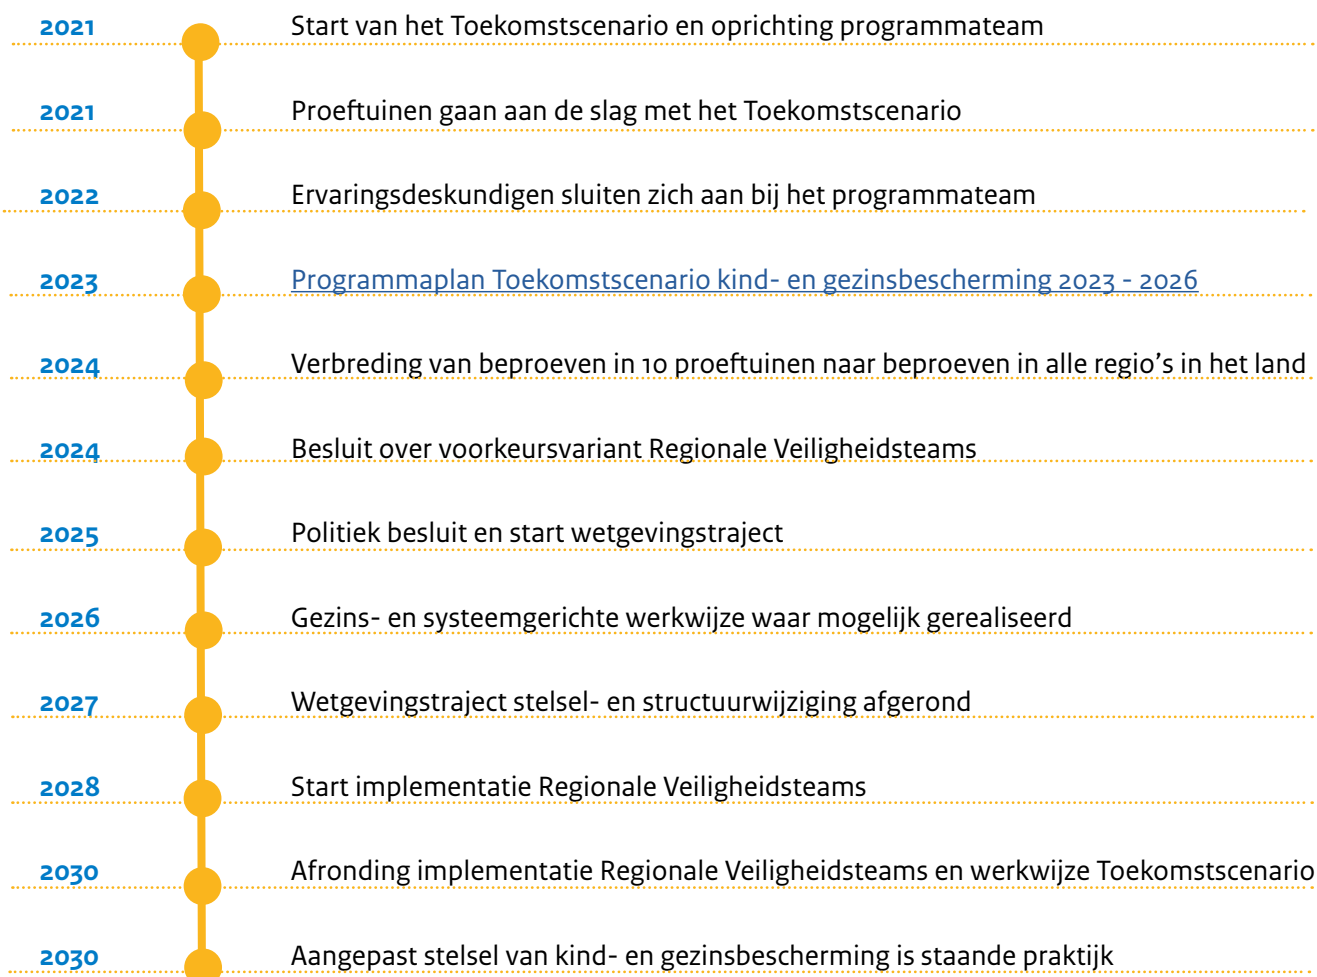 2021 Start van het Toekomstscenario en oprichting programmateam
2021 Proeftuinen gaan aan de slag met het Toekomstscenario
2022 Ervaringsdeskundigen sluiten zich aan bij het programmateam
2023 Programmaplan Toekomstscenario kind- en gezinsbescherming 2023 - 2026
2024 Verbreding van beproeven in 10 proeftuinen naar beproeven in alle regio’s in het land
2024 Besluit over voorkeursvariant Regionale Veiligheidsteams
2025 Politiek besluit en start wetgevingstraject
2026 Gezins- en systeemgerichte werkwijze waar mogelijk gerealiseerd
2027 Wetgevingstraject stelsel- en structuurwijziging afgerond
2028 Start implementatie Regionale Veiligheidsteams
2030 Afronding implementatie Regionale Veiligheidsteams en werkwijze Toekomstscenario
2030 Aangepast stelsel van kind- en gezinsbescherming is staande praktijk